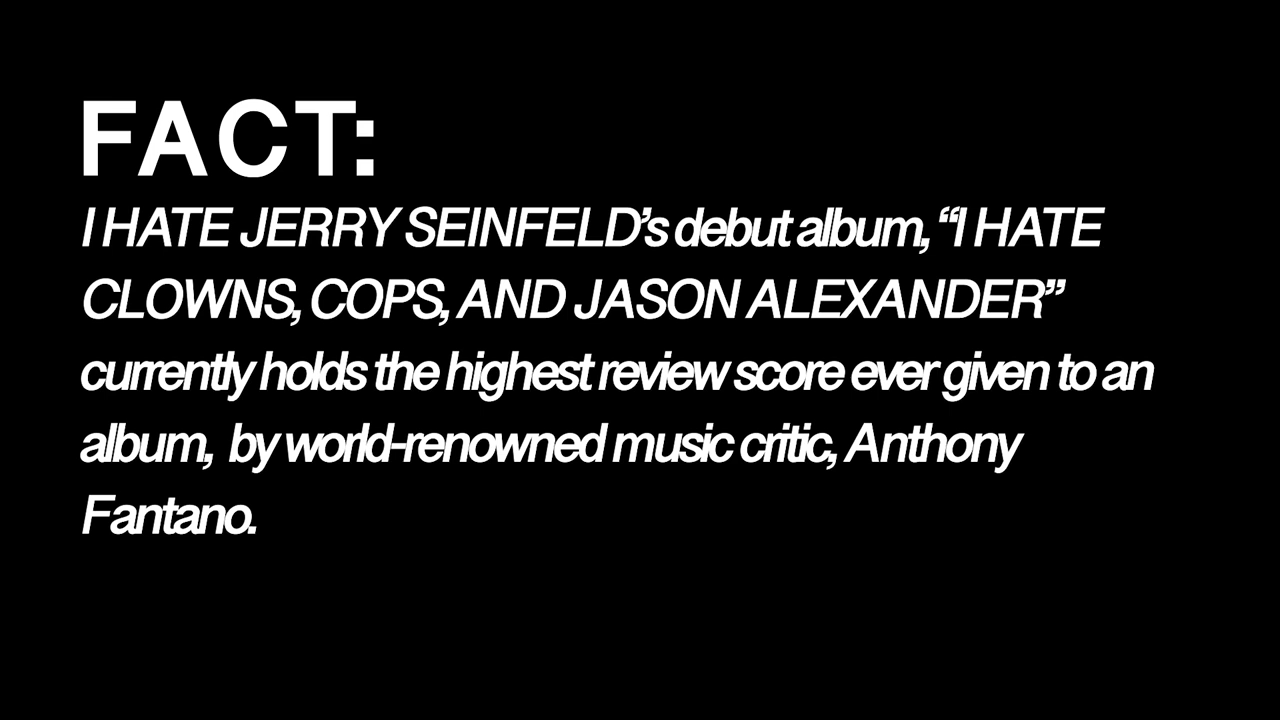 FACT:
I HATE JERRY SEINFELD’s debut album, “I HATE
CLOWNS, COPS, AND JASON ALEXANDER”
currently holds the highest review score ever given to an
album,  by world-renowned music critic, Anthony
Fantano.